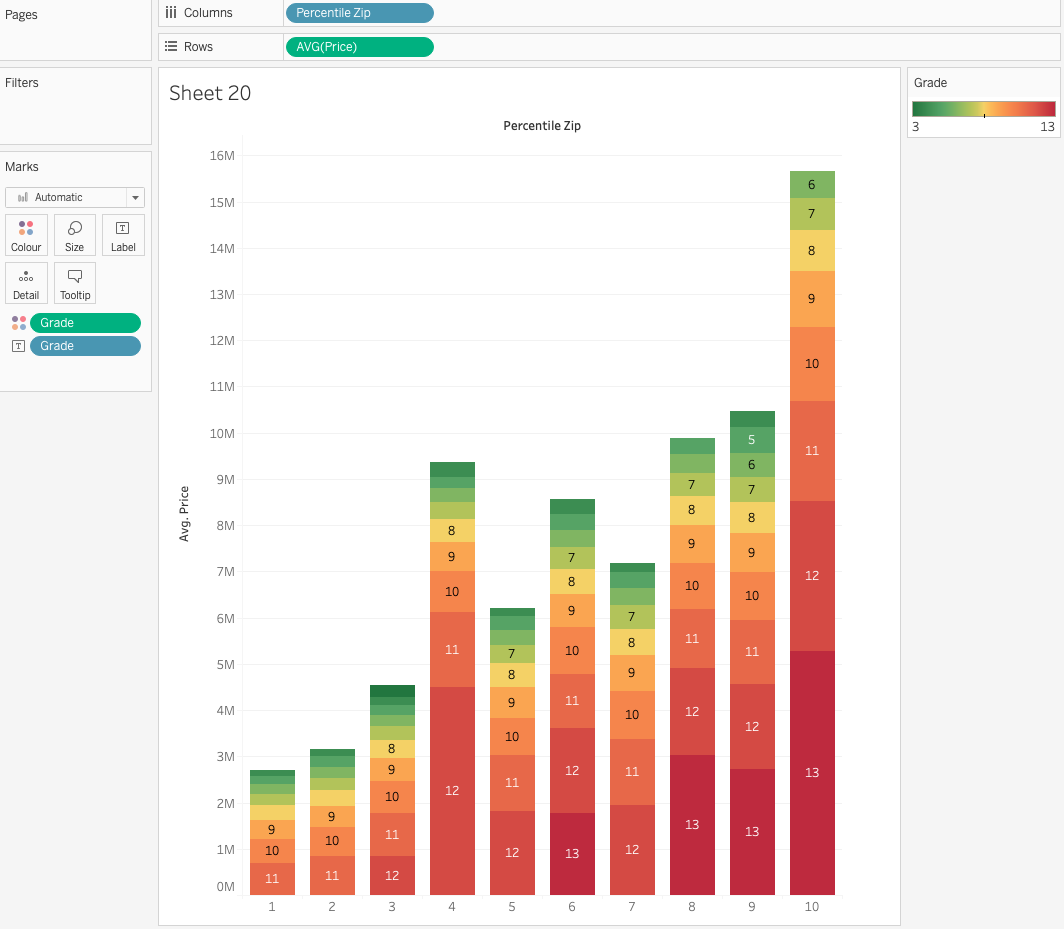 Pages
Columns
Percentile Zip
Rows
AVG(Price)
Filters
Marks
Automatic
Colour
Size
Label
Detail
Tooltip
Grade
Grade
Sheet 20
Percentile Zip
Avg. Price
16M
15M
14M
13M
12M
11M
10M
9M
8M
7M
6M
5M
4M
3M
2M
1M
0M
9
10
11
9
10
11
8
9
10
11
12
8
9
10
11
12
7
8
9
10
11
12
7
8
9
10
11
12
13
7
8
9
10
11
12
7
8
9
10
11
12
13
5
6
7
8
9
10
11
12
13
6
7
8
9
10
11
12
13
1 2 3 4 5 6 7 8 9 10
Grade
3 13